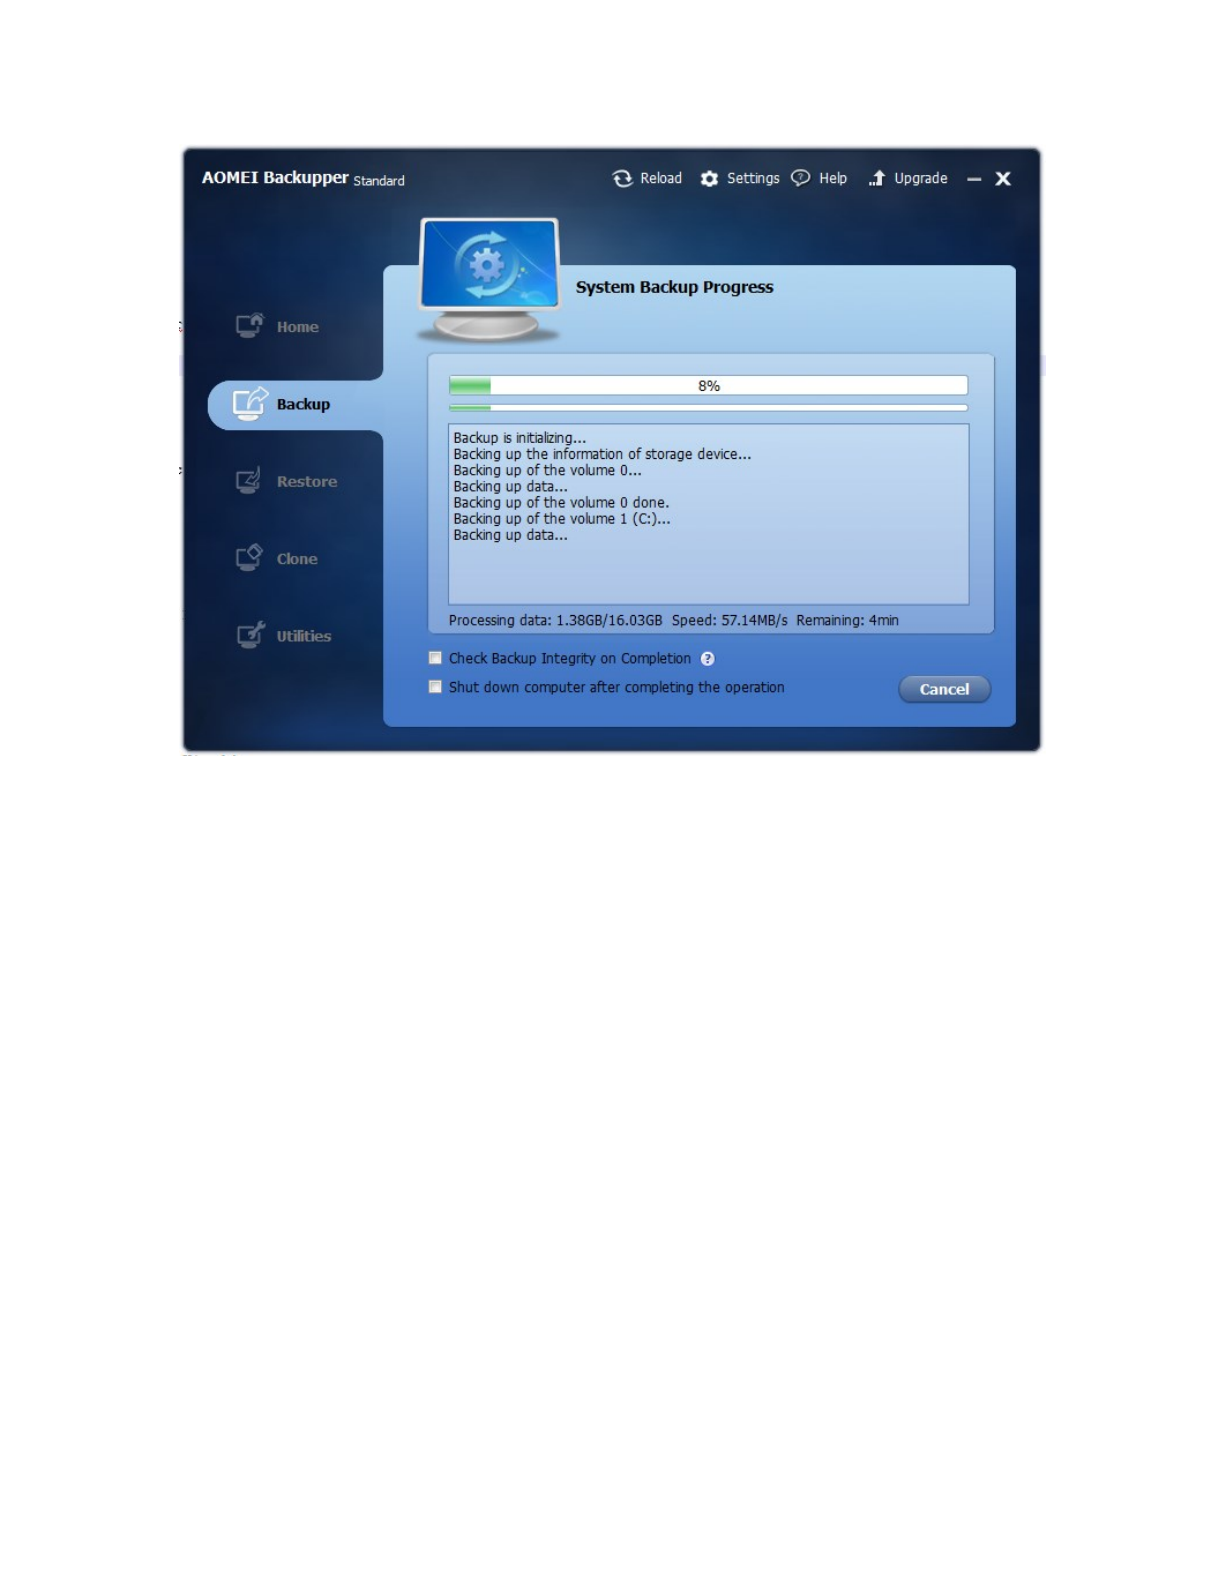 AOMEI Backupper Standard
Reload Settings Help Upgrade
System Backup Progress
Home
Backup
Restore
Clone
Utilities
8%
Backup is initializing...
Backing up the information of storage device...
Backing up of the volume 0...
Backing up data...
Backing up of the volume 0 done.
Backing up of the volume 1 (C:)...
Backing up data...
Processing data: 1.38GB/16.03GB Speed: 57.14MB/s Remaining: 4min
Check Backup Integrity on Completion ?
Shut down computer after completing the operation
Cancel